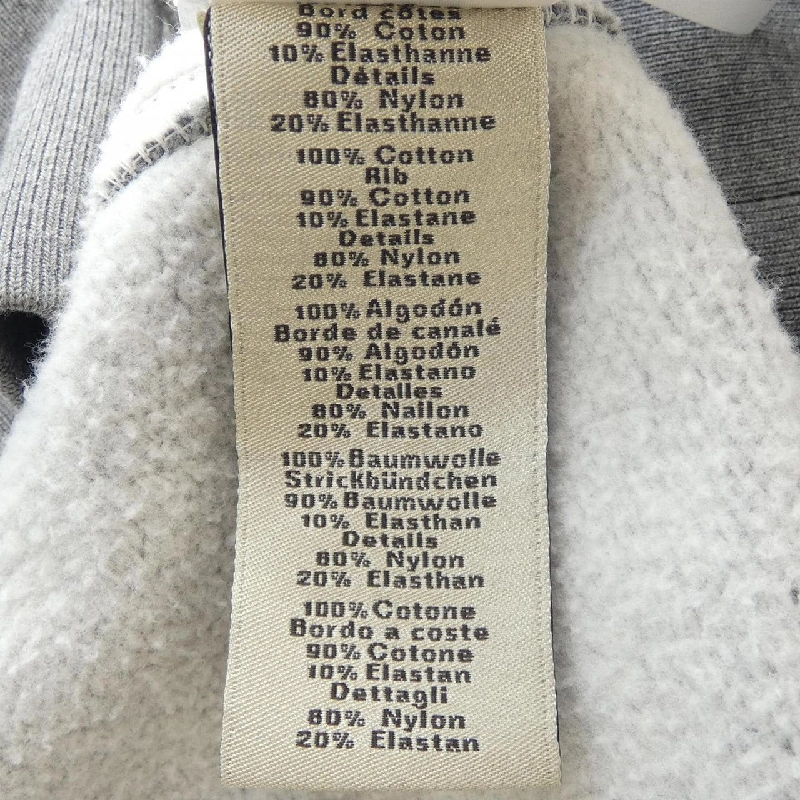 Bord côtes
90% Coton
10% Elasthanne
Détails
80% Nylon
20% Elasthanne
100% Cotton
Rib
90% Cotton
10% Elastane
Details
80% Nylon
20% Elastane
100% Algodón
Borde de canalé
90% Algodón
10% Elastano
Detalles
80% Nailon
20% Elastano
100% Baumwolle
Strickbündchen
90% Baumwolle
10% Elasthan
Details
80% Nylon
20% Elasthan
100% Cotone
Bordo a coste
90% Cotone
10% Elastan
Dettagli
80% Nylon
20% Elastan